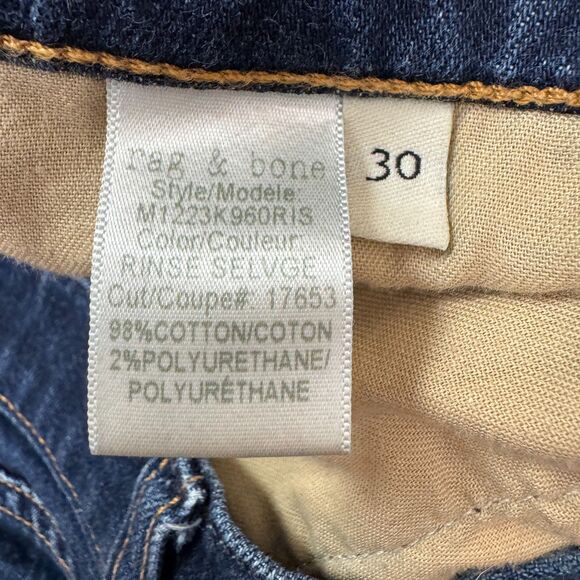 rag & bone
Style/Modele:
M1223K960RIS
Color/Couleur:
RINSE SELVGE
Cut/Coupe#: 17653
98%COTTON/COTON
2%POLYURETHANE/
POLYURÉTHANE
30